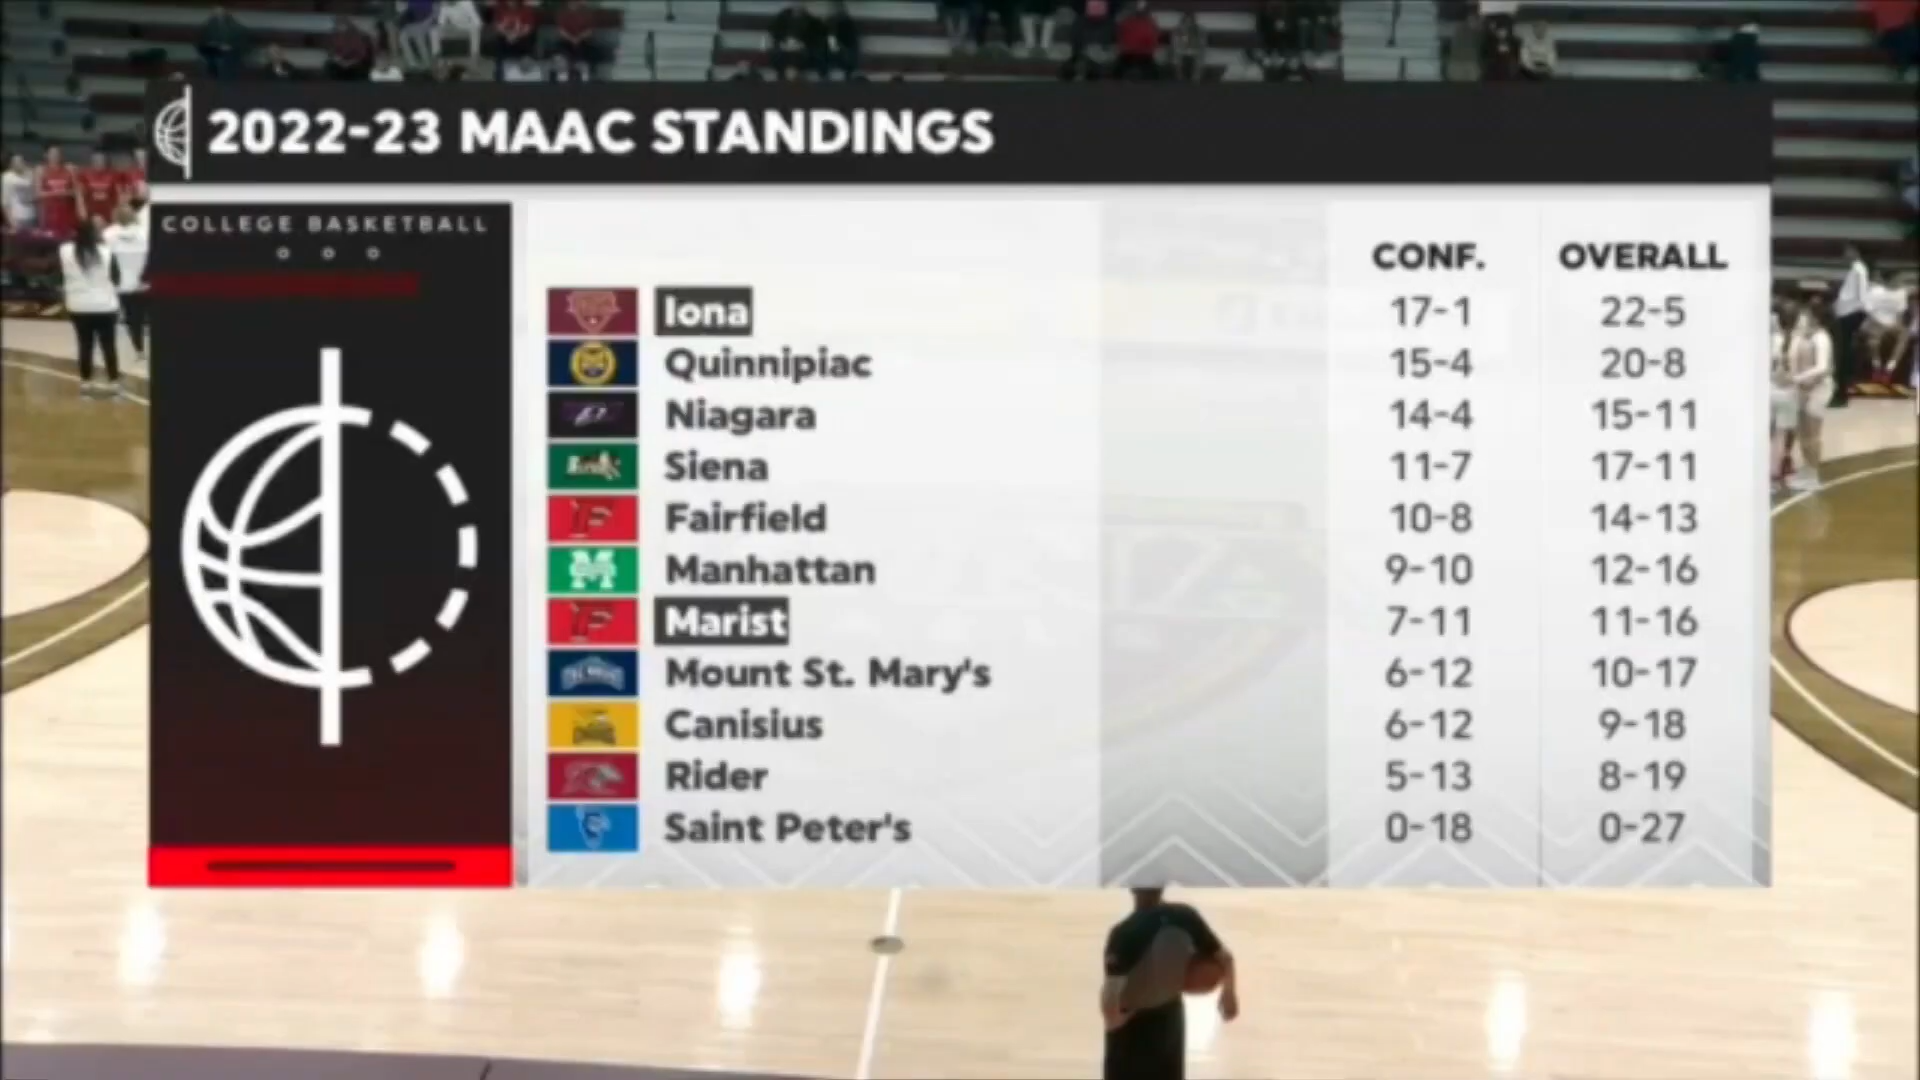 2022-23 MAAC STANDINGS
COLLEGE BASKETBALL
CONF. OVERALL
Iona 17-1 22-5
Quinnipiac 15-4 20-8
Niagara 14-4 15-11
Siena 11-7 17-11
Fairfield 10-8 14-13
Manhattan 9-10 12-16
Marist 7-11 11-16
Mount St. Mary's 6-12 10-17
Canisius 6-12 9-18
Rider 5-13 8-19
Saint Peter's 0-18 0-27